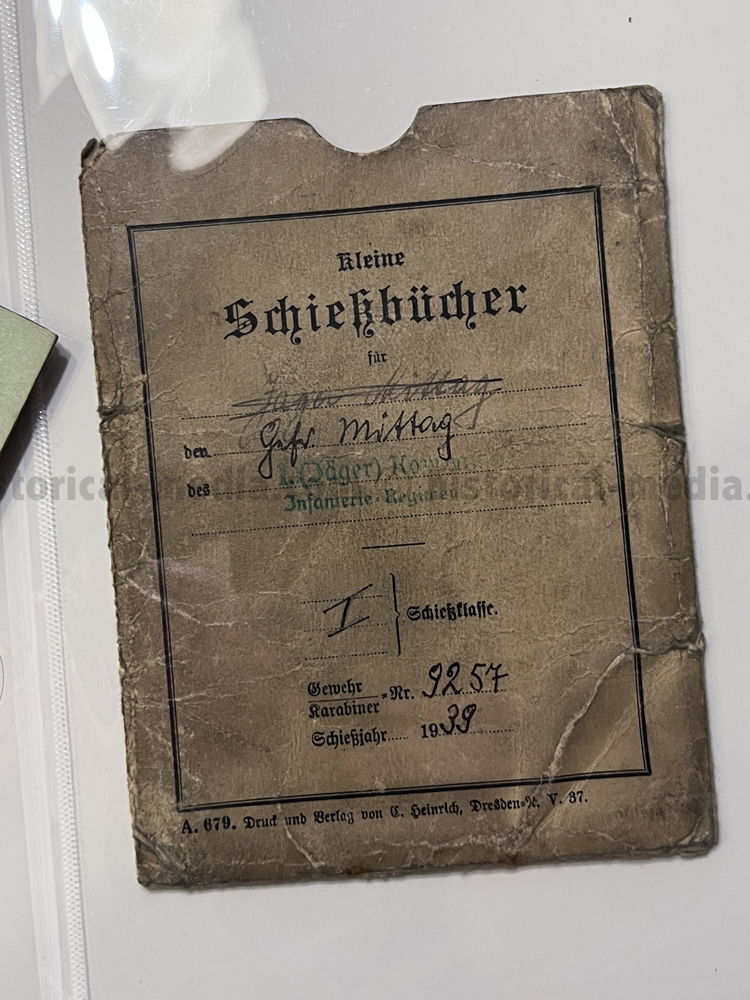 Kleine
Schießbücher
für
Jäger Mittag
den Gefr. Mittag
des 1. (Jäger)
Infanterie-Regiment
I Schießklasse.
Gewehr
Karabiner =Nr. 9257
Schießjahr..... 1939
A. 679. Druck und Verlag von C. Heinrich, Dresden=N. V. 37.